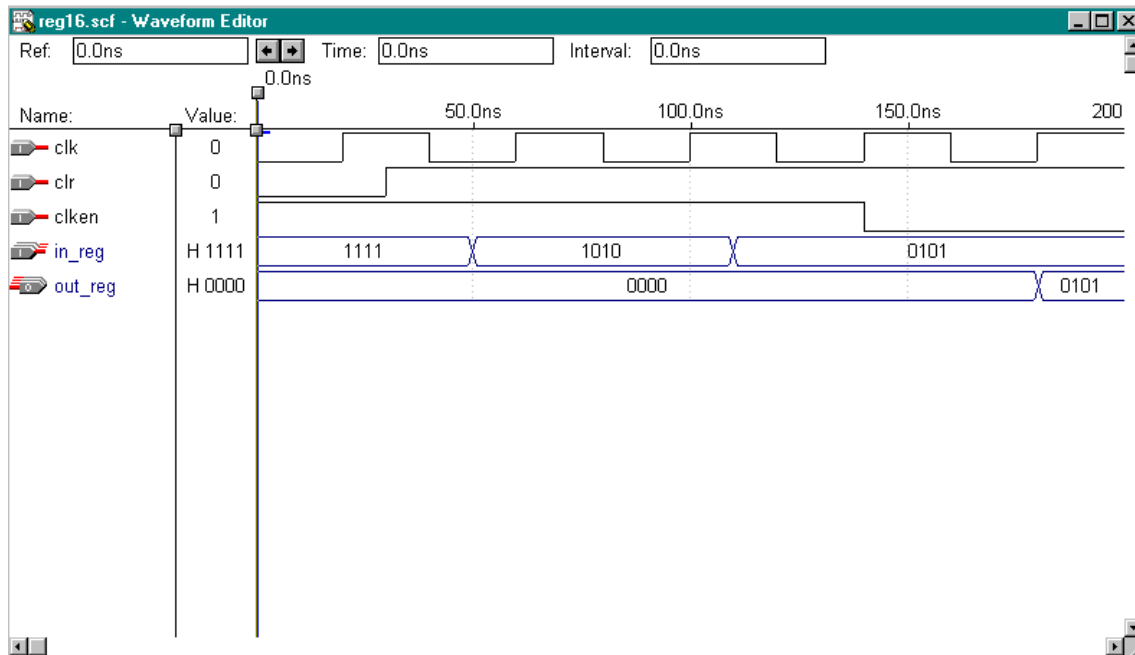 reg16.scf - Waveform Editor
Ref: 0.0ns Time: 0.0ns Interval: 0.0ns
0.0ns
Name: Value: 50.0ns 100.0ns 150.0ns 200
clk 0
clr 0
clken 1
in_reg H 1111 1111 1010 0101
out_reg H 0000 0000 0101